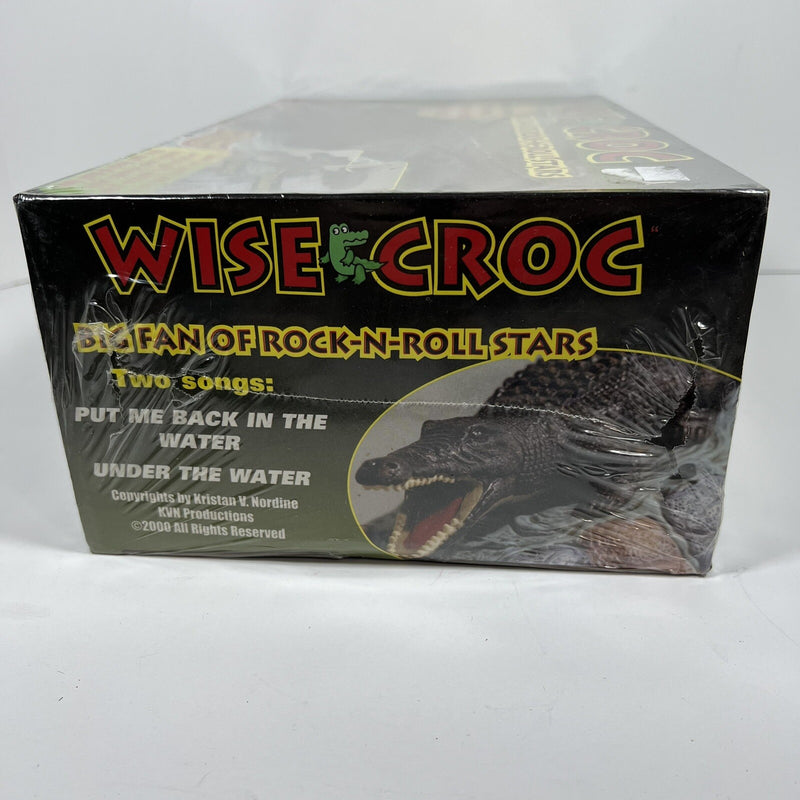 WISE CROC
BIG FAN OF ROCK-N-ROLL STARS
Two songs:
PUT ME BACK IN THE
WATER
UNDER THE WATER
Copyrights by Kristan V. Nordine
KVN Productions
©2000 All Rights Reserved